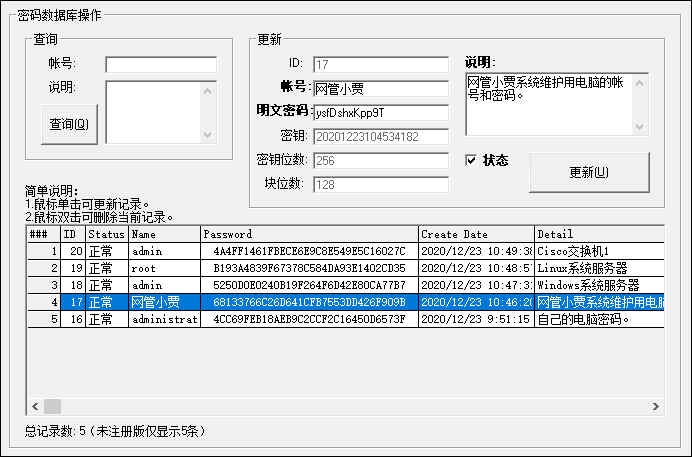 密码数据库操作
查询
帐号:
说明:
查询(Q)
更新
ID: 17
帐号: 网管小贾
明文密码: ysfDshxKpp9T
密钥: 20201223104534182
密钥位数: 256
块位数: 128
说明:
网管小贾系统维护用电脑的帐
号和密码。
状态
更新(U)
简单说明:
1.鼠标单击可更新记录。
2.鼠标双击可删除当前记录。
### ID Status Name Password Create Date Detail
1 20 正常 admin 4A4FF1461FBECE6E9C8E549E5C16027C 2020/12/23 10:49:38 Cisco交换机1
2 19 正常 root B193A4839F67378C584DA93E1402CD35 2020/12/23 10:48:57 Linux系统服务器
3 18 正常 admin 5250D0E0240B19F264F6D42E80CA77B7 2020/12/23 10:47:31 Windows系统服务器
4 17 正常 网管小贾 68133766C26D641CFB7553DD426F909B 2020/12/23 10:46:20 网管小贾系统维护用电脑
5 16 正常 administrat 4CC69FEB18AEB9C2CCF2C16450D6573F 2020/12/23 9:51:15 自己的电脑密码。
总记录数: 5（未注册版仅显示5条）